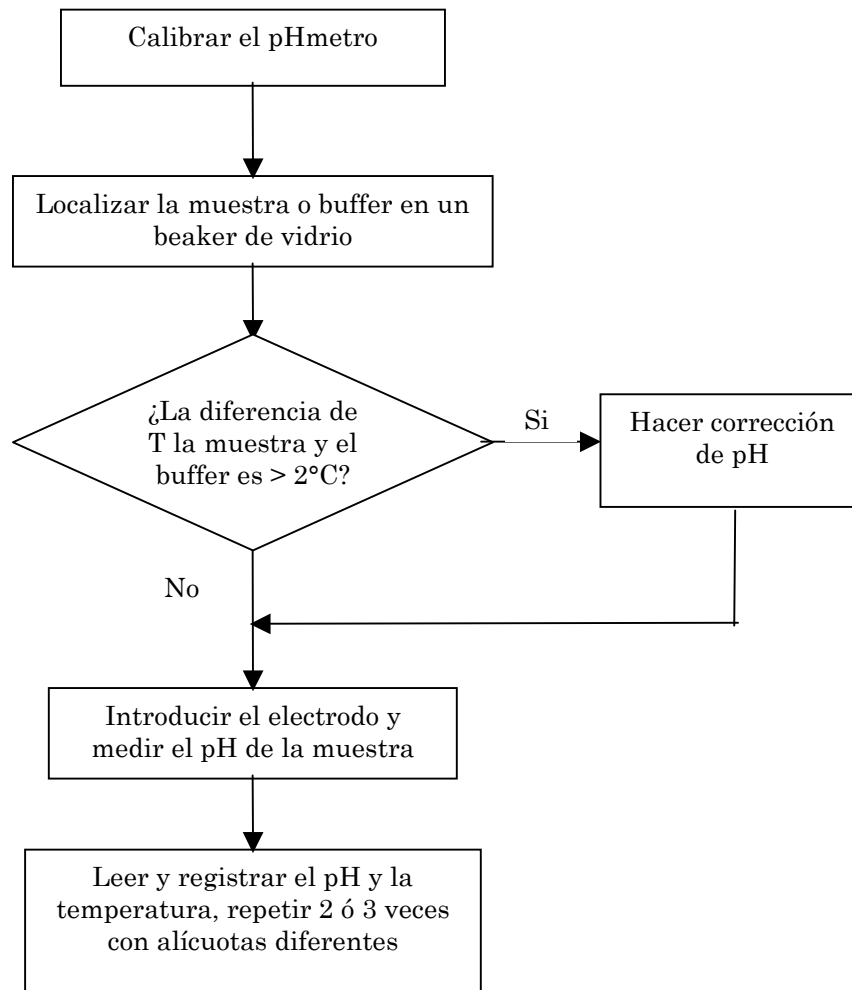 Calibrar el pHmetro
Localizar la muestra o buffer en un
beaker de vidrio
¿La diferencia de
T la muestra y el
buffer es > 2°C?
Si
Hacer corrección
de pH
No
Introducir el electrodo y
medir el pH de la muestra
Leer y registrar el pH y la
temperatura, repetir 2 ó 3 veces
con alícuotas diferentes